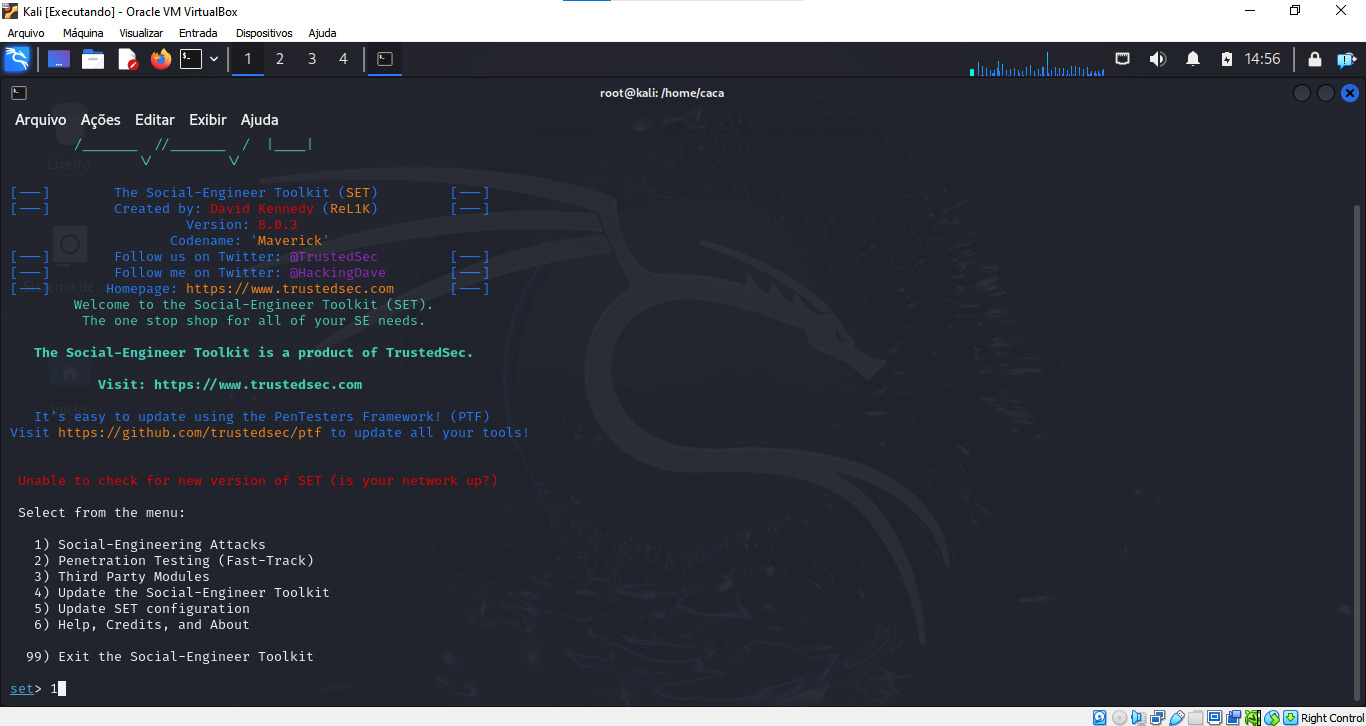 Kali [Executando] - Oracle VM VirtualBox
Arquivo Máquina Visualizar Entrada Dispositivos Ajuda
1 2 3 4 14:56
root@kali: /home/caca
Arquivo Ações Editar Exibir Ajuda
/_______ //_______ / |____|
\/ \/
Lixeira
[---] The Social-Engineer Toolkit (SET) [---]
[---] Created by: David Kennedy (ReL1K) [---]
Version: 8.0.3
Codename: 'Maverick'
[---] Follow us on Twitter: @TrustedSec [---]
[---] Follow me on Twitter: @HackingDave [---]
[---] Homepage: https://www.trustedsec.com [---]
Welcome to the Social-Engineer Toolkit (SET).
The one stop shop for all of your SE needs.
The Social-Engineer Toolkit is a product of TrustedSec.
Visit: https://www.trustedsec.com
It's easy to update using the PenTesters Framework! (PTF)
Visit https://github.com/trustedsec/ptf to update all your tools!
Unable to check for new version of SET (is your network up?)
Select from the menu:
1) Social-Engineering Attacks
2) Penetration Testing (Fast-Track)
3) Third Party Modules
4) Update the Social-Engineer Toolkit
5) Update SET configuration
6) Help, Credits, and About
99) Exit the Social-Engineer Toolkit
set> 1
Right Control